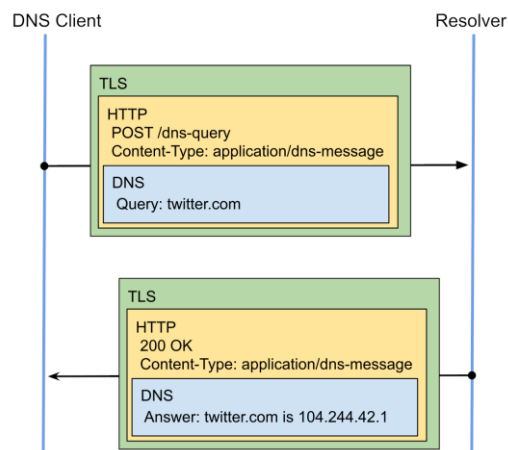 DNS Client
Resolver
TLS
HTTP
POST /dns-query
Content-Type: application/dns-message
DNS
Query: twitter.com
TLS
HTTP
200 OK
Content-Type: application/dns-message
DNS
Answer: twitter.com is 104.244.42.1